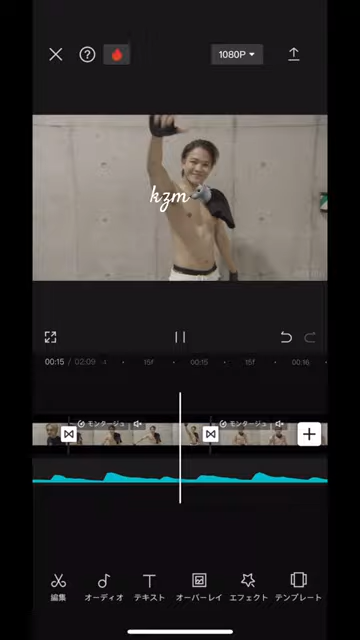 1080P
kzm
00:15 / 02:09
15f
00:15
15f
00:16
モンタージュ
モンタージュ
編集
オーディオ
テキスト
オーバーレイ
エフェクト
テンプレート